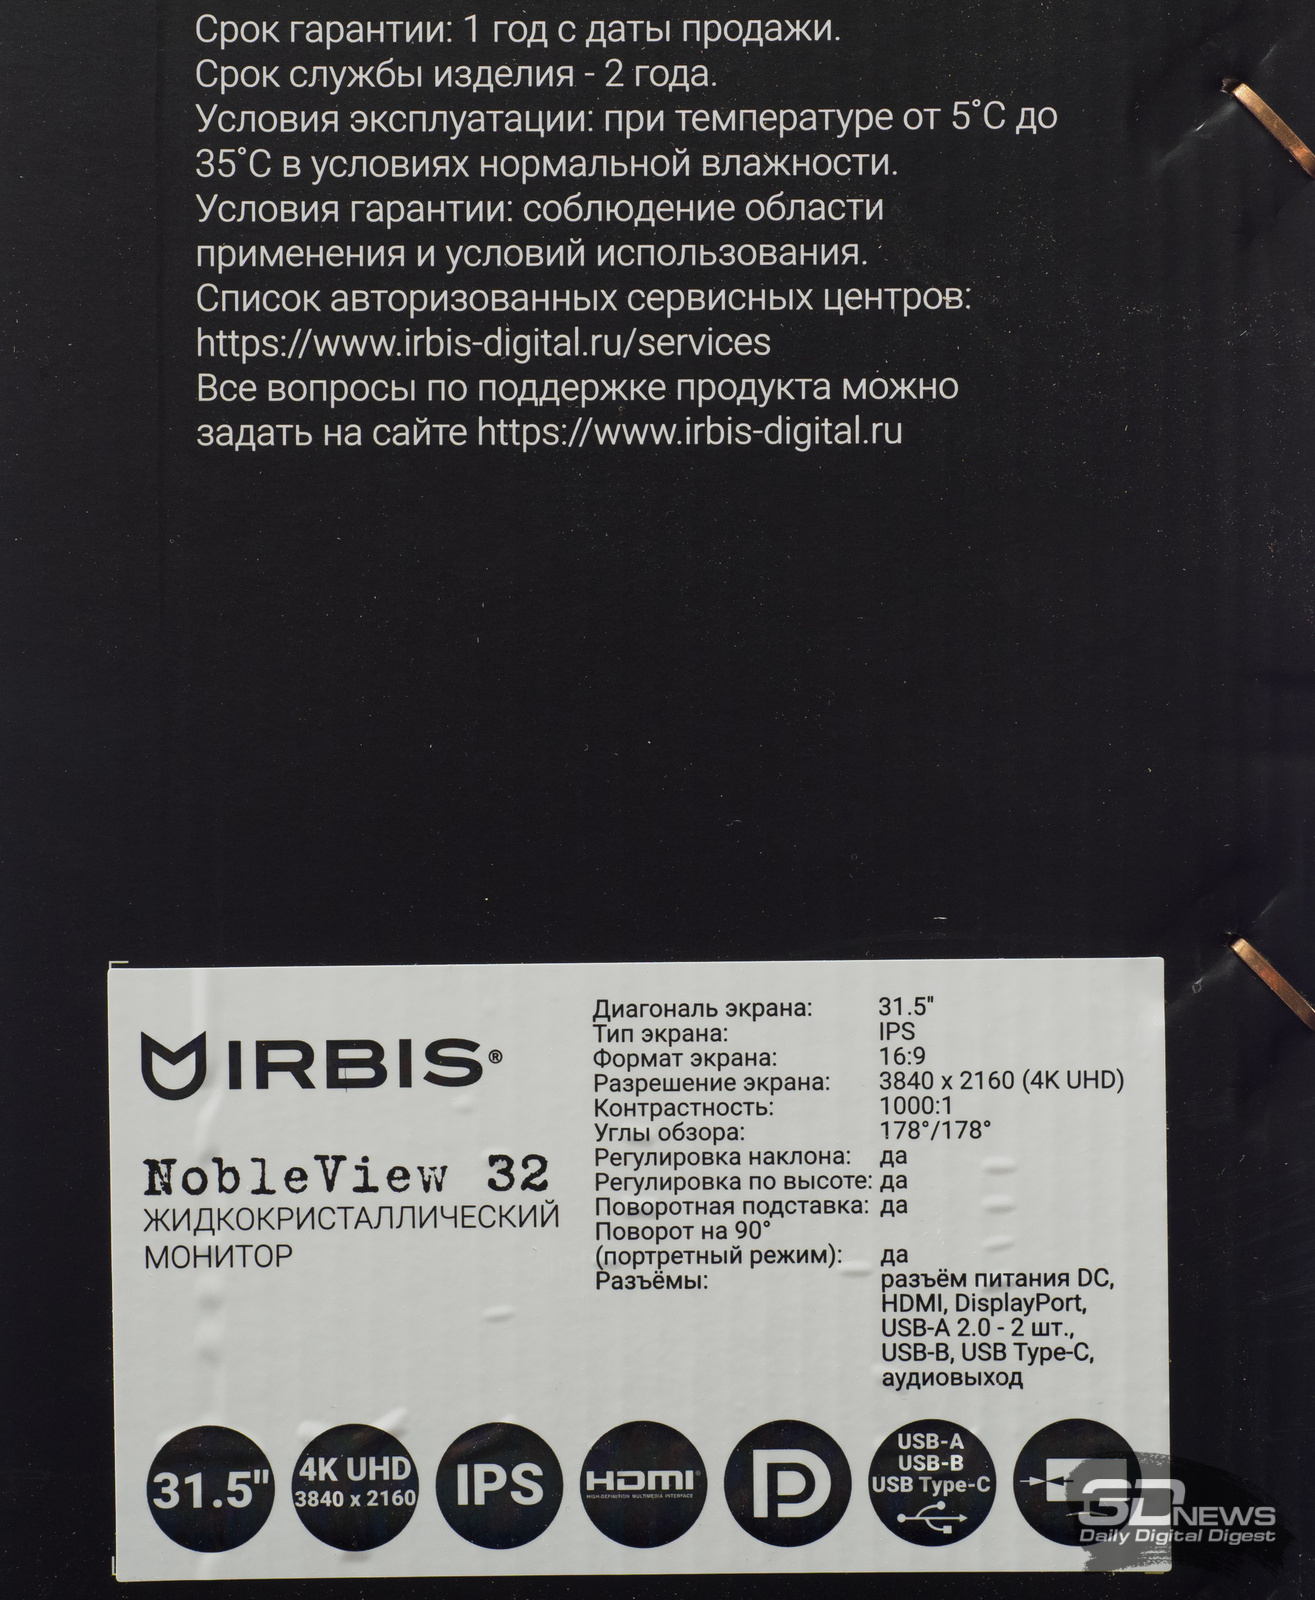 Срок гарантии: 1 год с даты продажи.
Срок службы изделия - 2 года.
Условия эксплуатации: при температуре от 5°C до
35°C в условиях нормальной влажности.
Условия гарантии: соблюдение области
применения и условий использования.
Список авторизованных сервисных центров:
https://www.irbis-digital.ru/services
Все вопросы по поддержке продукта можно
задать на сайте https://www.irbis-digital.ru
IRBIS®
NobleView 32
ЖИДКОКРИСТАЛЛИЧЕСКИЙ
МОНИТОР
Диагональ экрана: 31.5"
Тип экрана: IPS
Формат экрана: 16:9
Разрешение экрана: 3840 x 2160 (4K UHD)
Контрастность: 1000:1
Углы обзора: 178°/178°
Регулировка наклона: да
Регулировка по высоте: да
Поворотная подставка: да
Поворот на 90°
(портретный режим): да
Разъёмы: разъём питания DC,
HDMI, DisplayPort,
USB-A 2.0 - 2 шт.,
USB-B, USB Type-C,
аудиовыход
31.5"
4K UHD
3840 x 2160
IPS
HDMI
HIGH-DEFINITION MULTIMEDIA INTERFACE
USB-A
USB-B
USB Type-C
3DNEWS
Daily Digital Digest